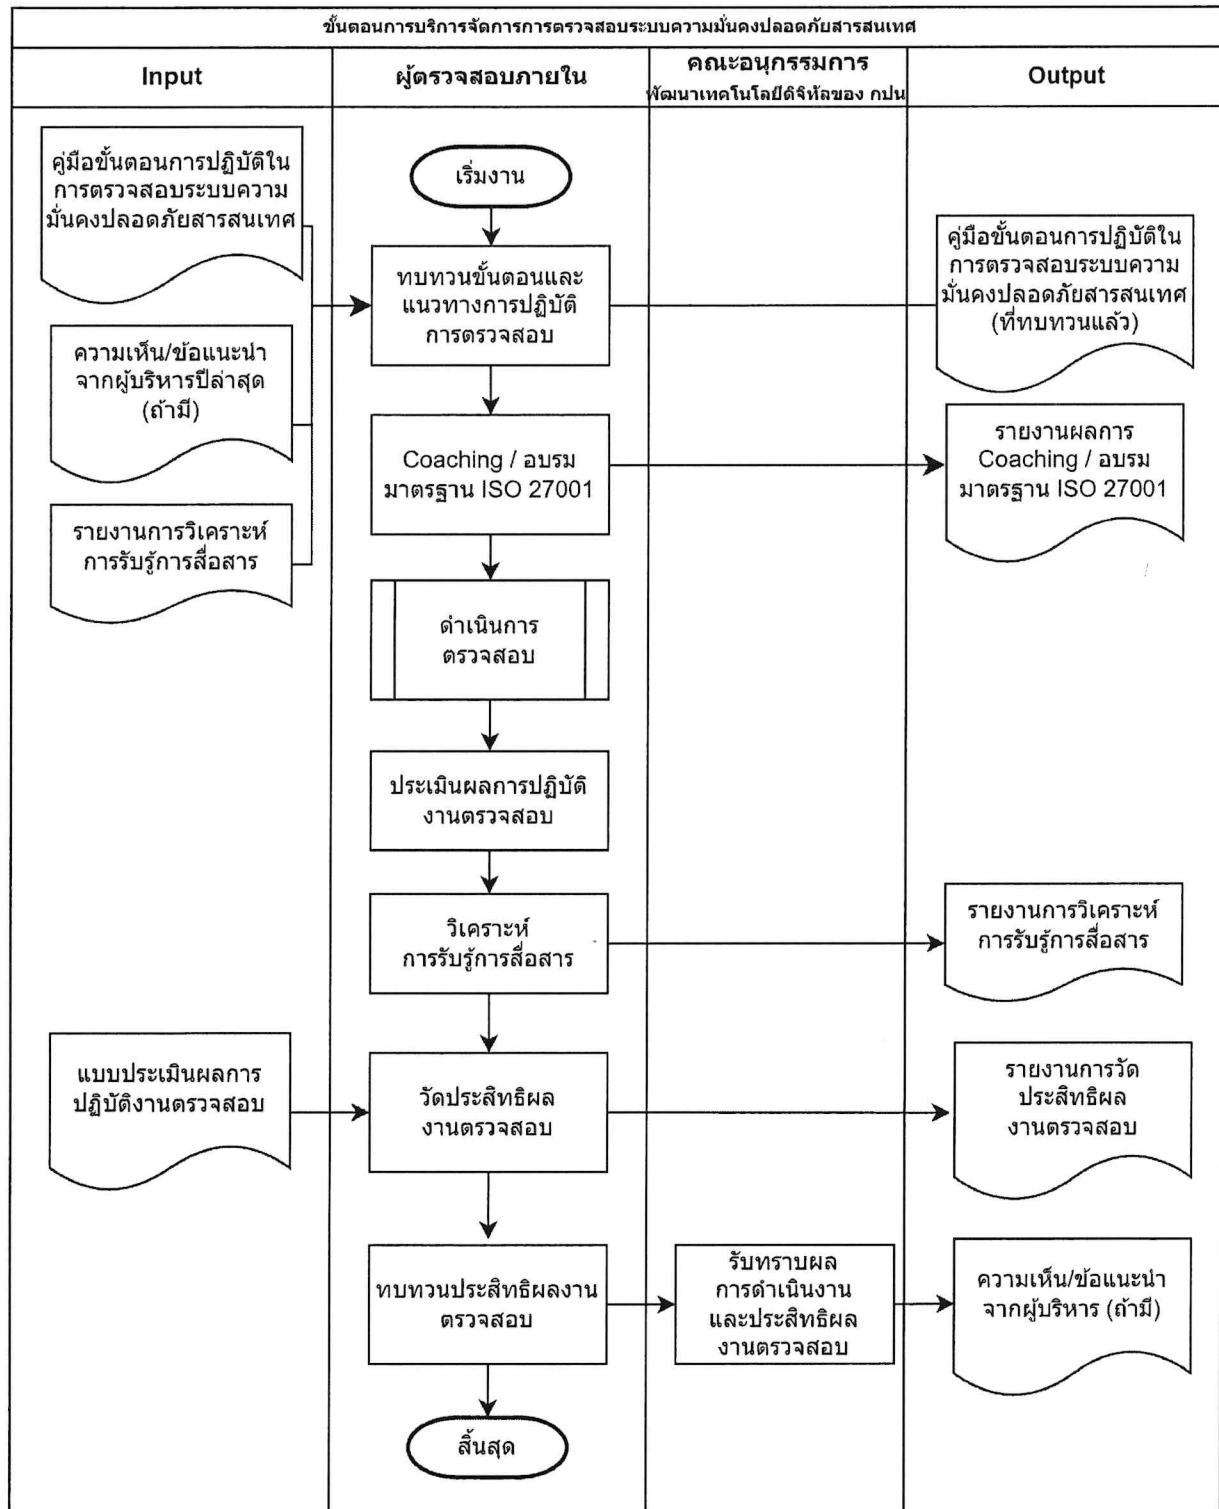 ขั้นตอนการบริการจัดการการตรวจสอบระบบความมั่นคงปลอดภัยสารสนเทศ
Input
ผู้ตรวจสอบภายใน
คณะอนุกรรมการ
พัฒนาเทคโนโลยีดิจิทัลของ กปน
Output
คู่มือขั้นตอนการปฏิบัติใน
การตรวจสอบระบบความ
มั่นคงปลอดภัยสารสนเทศ
เริ่มงาน
ทบทวนขั้นตอนและ
แนวทางการปฏิบัติ
การตรวจสอบ
คู่มือขั้นตอนการปฏิบัติใน
การตรวจสอบระบบความ
มั่นคงปลอดภัยสารสนเทศ
(ที่ทบทวนแล้ว)
ความเห็น/ข้อแนะนำ
จากผู้บริหารปีล่าสุด
(ถ้ามี)
Coaching / อบรม
มาตรฐาน ISO 27001
รายงานผลการ
Coaching / อบรม
มาตรฐาน ISO 27001
รายงานการวิเคราะห์
การรับรู้การสื่อสาร
ดำเนินการ
ตรวจสอบ
ประเมินผลการปฏิบัติ
งานตรวจสอบ
วิเคราะห์
การรับรู้การสื่อสาร
รายงานการวิเคราะห์
การรับรู้การสื่อสาร
แบบประเมินผลการ
ปฏิบัติงานตรวจสอบ
วัดประสิทธิผล
งานตรวจสอบ
รายงานการวัด
ประสิทธิผล
งานตรวจสอบ
ทบทวนประสิทธิผลงาน
ตรวจสอบ
รับทราบผล
การดำเนินงาน
และประสิทธิผล
งานตรวจสอบ
ความเห็น/ข้อแนะนำ
จากผู้บริหาร (ถ้ามี)
สิ้นสุด